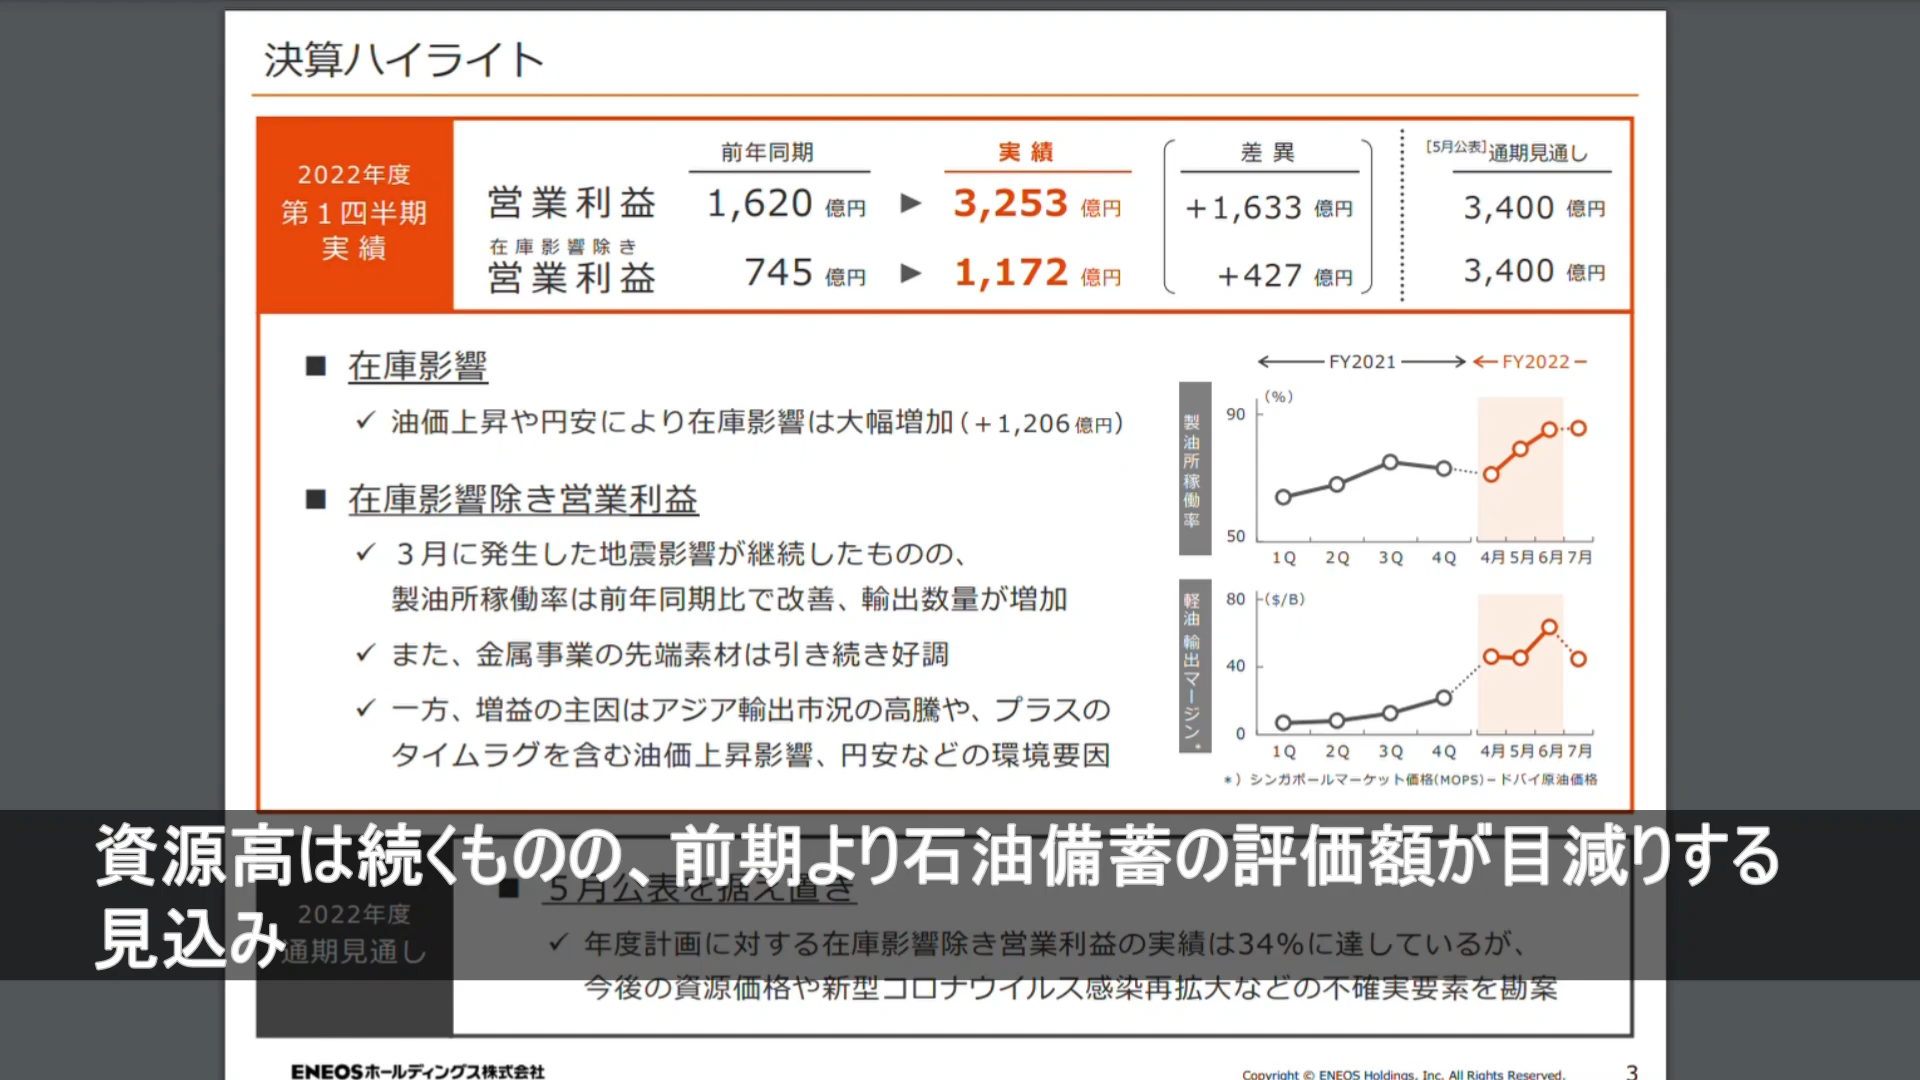 決算ハイライト
2022年度
第１四半期
実 績
前年同期
実 績
差 異
[5月公表]通期見通し
営業利益
1,620 億円
▶
3,253 億円
+1,633 億円
3,400 億円
在庫影響除き
営業利益
745 億円
▶
1,172 億円
+427 億円
3,400 億円
■ 在庫影響
✓ 油価上昇や円安により在庫影響は大幅増加（＋1,206億円）
■ 在庫影響除き営業利益
✓ ３月に発生した地震影響が継続したものの、
製油所稼働率は前年同期比で改善、輸出数量が増加
✓ また、金属事業の先端素材は引き続き好調
✓ 一方、増益の主因はアジア輸出市況の高騰や、プラスの
タイムラグを含む油価上昇影響、円安などの環境要因
FY2021
FY2022
製油所稼働率
(%)
90
50
1Q 2Q 3Q 4Q 4月 5月 6月 7月
軽油 輸出マージン*
80
($/B)
40
0
1Q 2Q 3Q 4Q 4月 5月 6月 7月
*）シンガポールマーケット価格(MOPS)－ドバイ原油価格
資源高は続くものの、前期より石油備蓄の評価額が目減りする
見込み
2022年度
通期見通し
■ ５月公表を据え置き
✓ 年度計画に対する在庫影響除き営業利益の実績は34%に達しているが、
今後の資源価格や新型コロナウイルス感染再拡大などの不確実要素を勘案
ENEOSホールディングス株式会社
Copyright © ENEOS Holdings, Inc. All Rights Reserved.
3